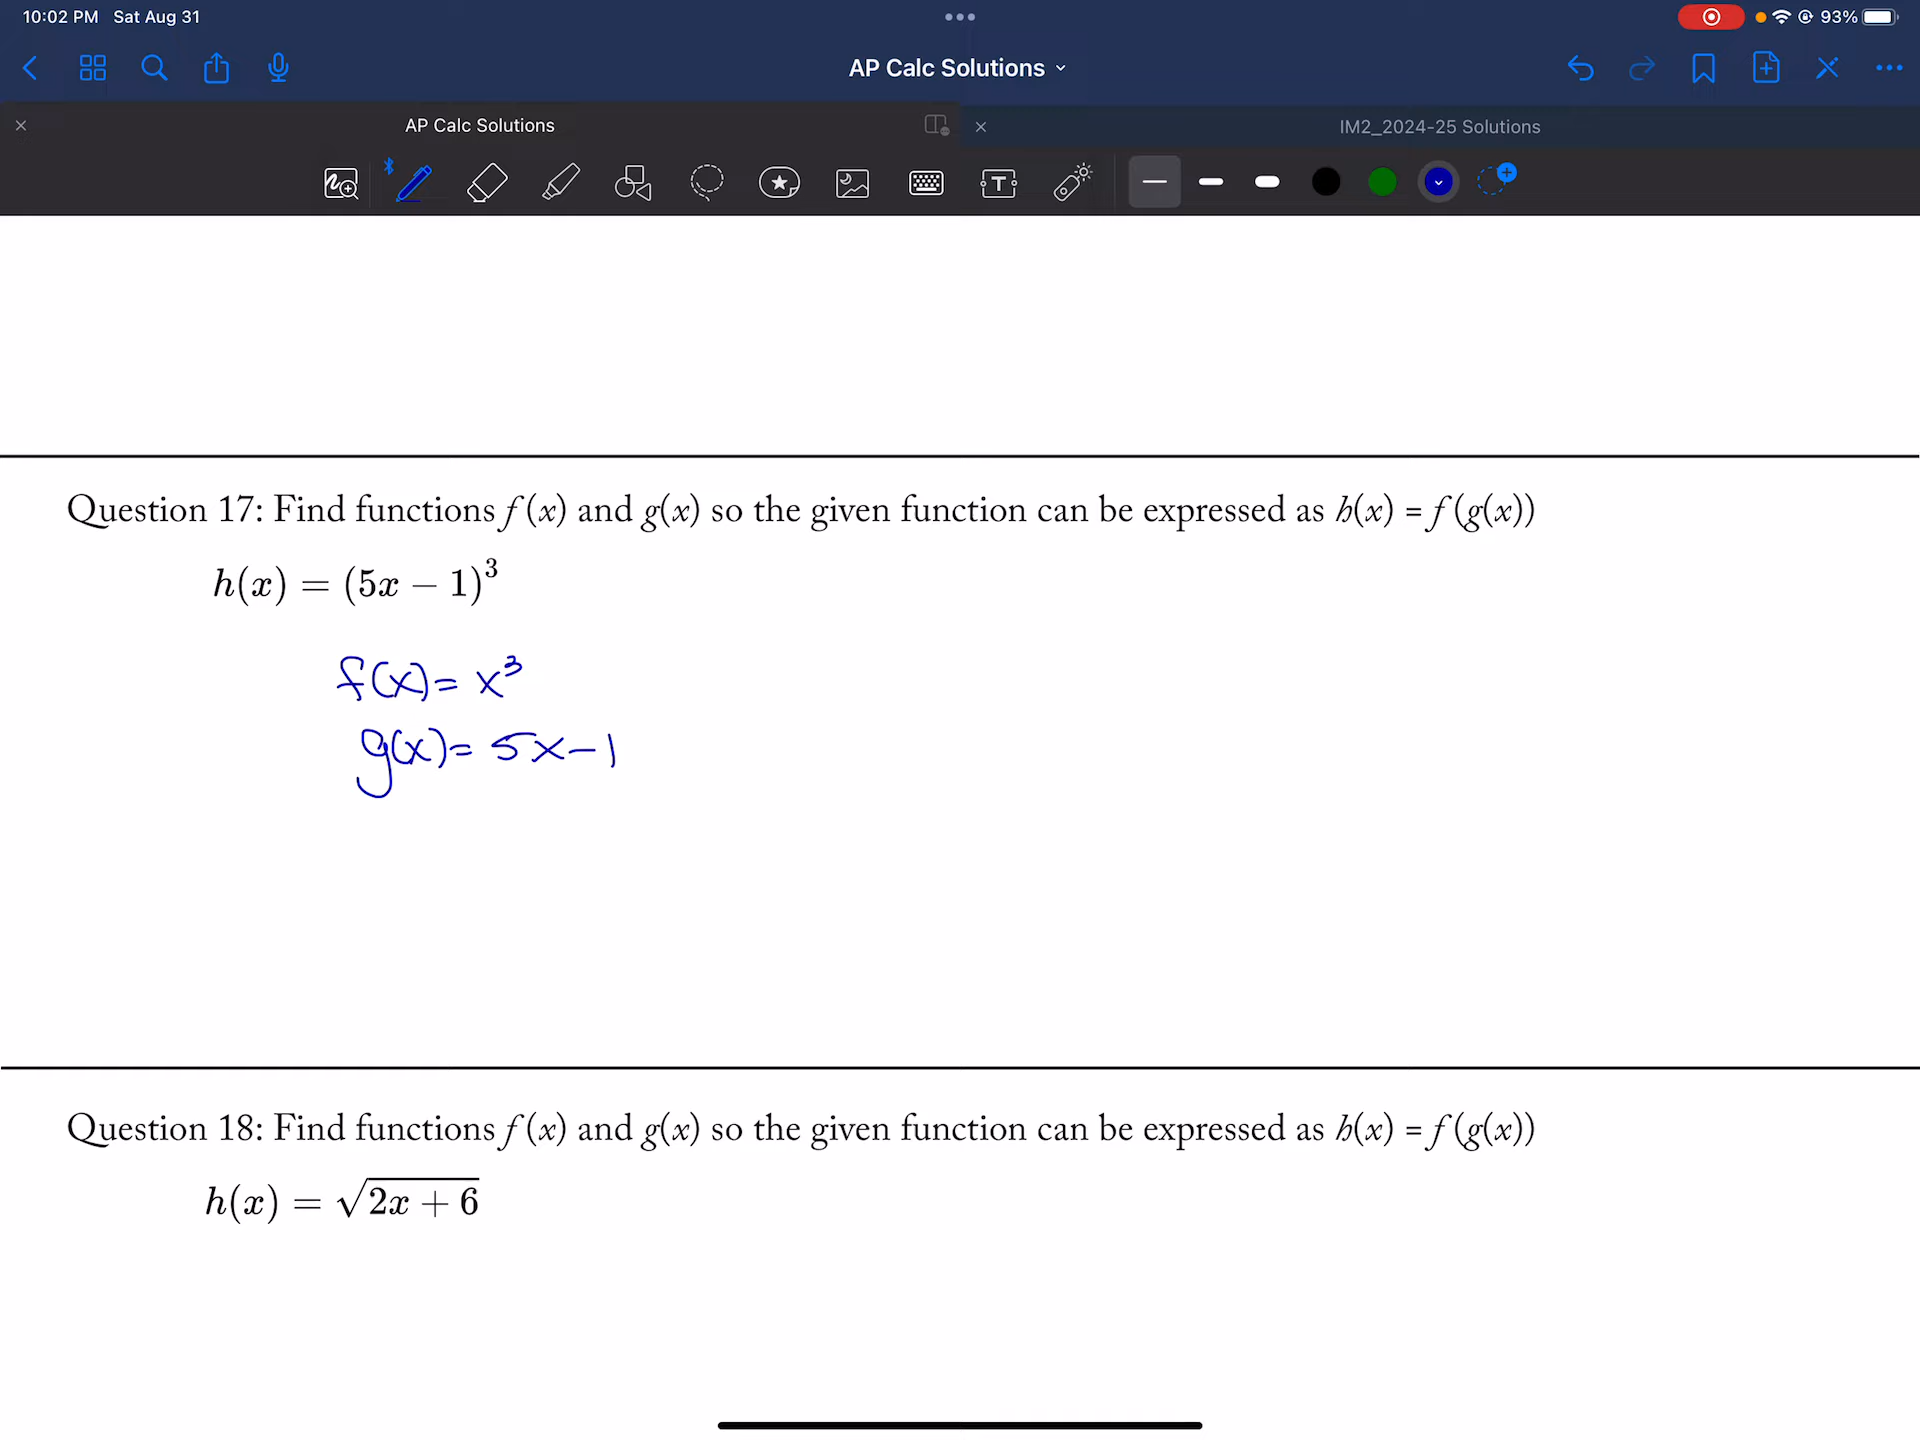 10:02 PM Sat Aug 31
93%
AP Calc Solutions
AP Calc Solutions
IM2_2024-25 Solutions
Question 17: Find functions f(x) and g(x) so the given function can be expressed as h(x) = f(g(x))
h(x) = (5x − 1)³
f(x) = x³
g(x) = 5x − 1
Question 18: Find functions f(x) and g(x) so the given function can be expressed as h(x) = f(g(x))
h(x) = √(2x + 6)